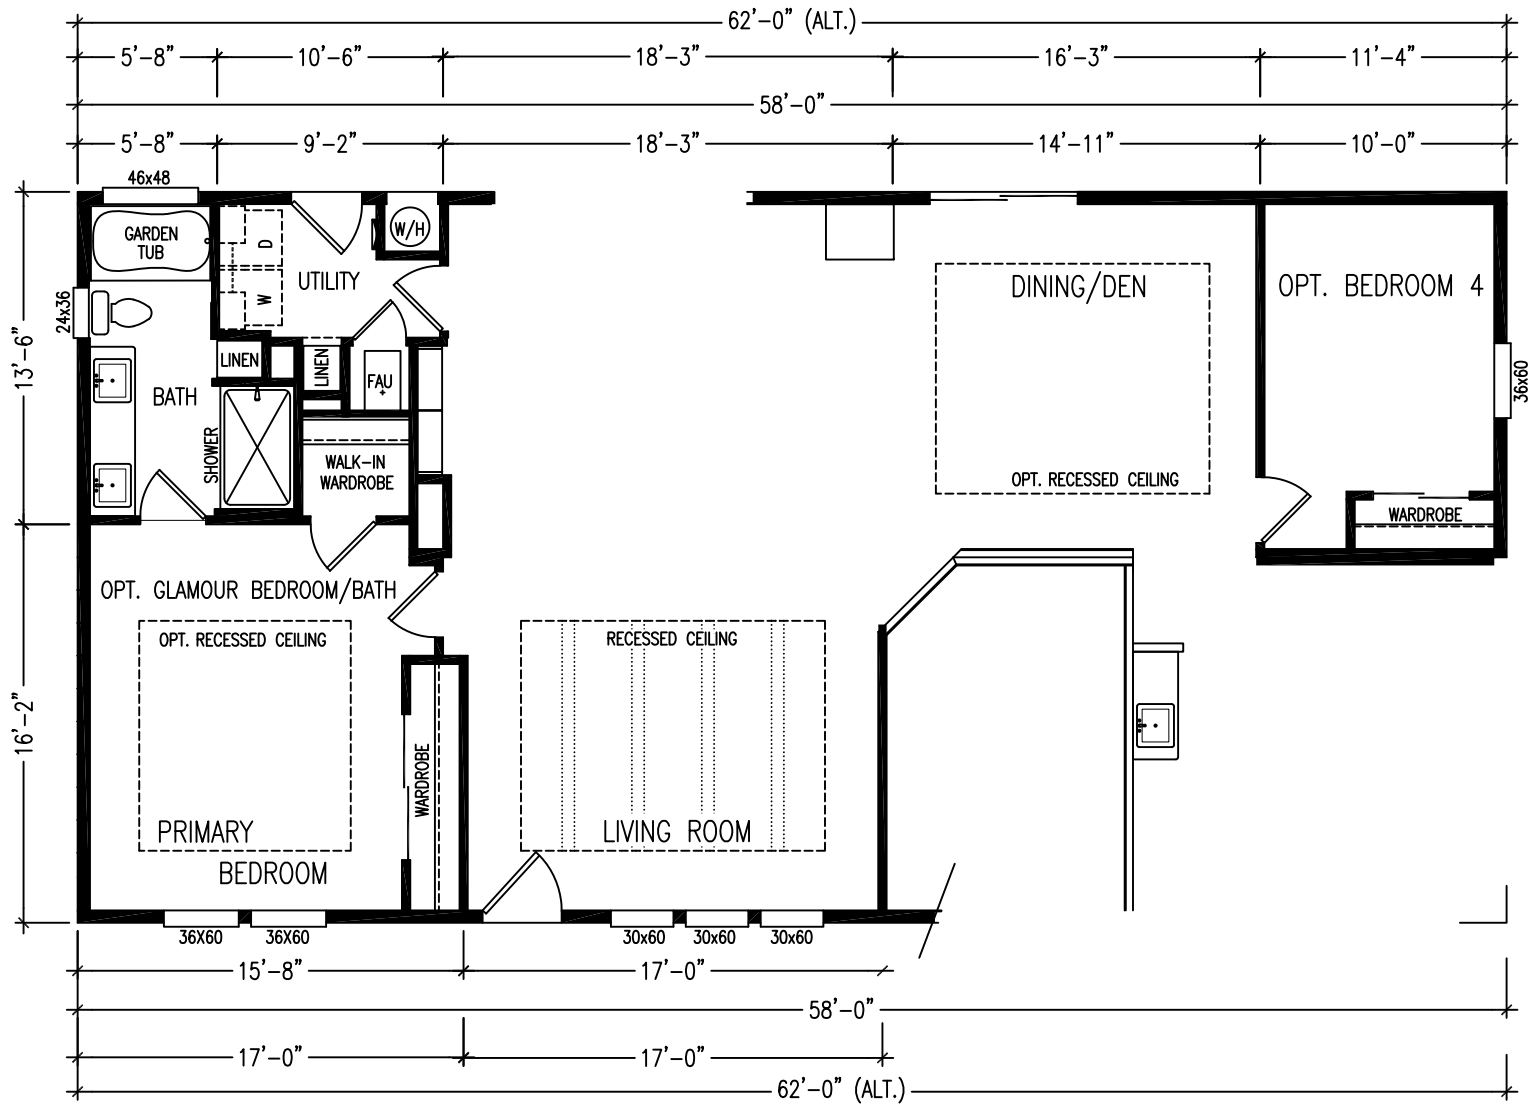 62'-0" (ALT.)
5'-8" 10'-6" 18'-3" 16'-3" 11'-4"
58'-0"
5'-8" 9'-2" 18'-3" 14'-11" 10'-0"
46x48
GARDEN
TUB
D
W/H
W
UTILITY
DINING/DEN
OPT. BEDROOM 4
24x36
13'-6"
LINEN
LINEN
FAU
BATH
36x60
SHOWER
WALK-IN
WARDROBE
OPT. RECESSED CEILING
WARDROBE
OPT. GLAMOUR BEDROOM/BATH
OPT. RECESSED CEILING
RECESSED CEILING
16'-2"
WARDROBE
PRIMARY
BEDROOM
LIVING ROOM
36X60 36X60
30x60 30x60 30x60
15'-8" 17'-0"
58'-0"
17'-0" 17'-0"
62'-0" (ALT.)